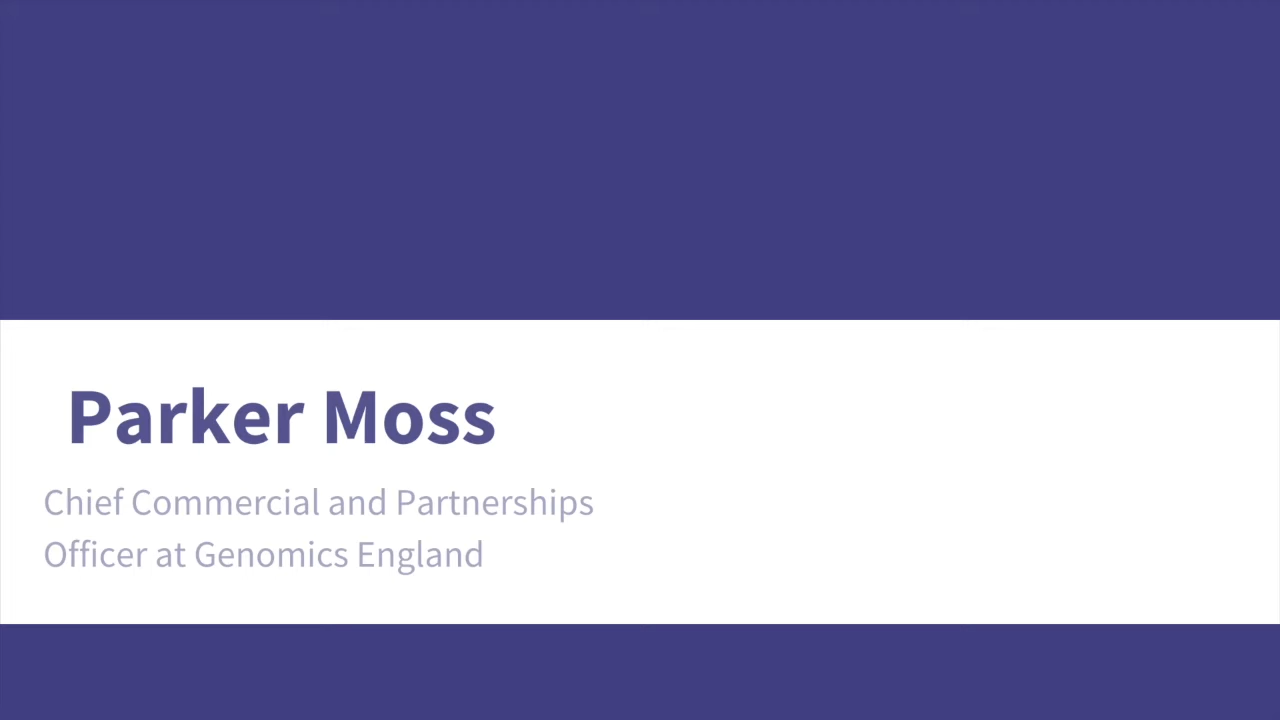 Parker Moss
Chief Commercial and Partnerships
Officer at Genomics England